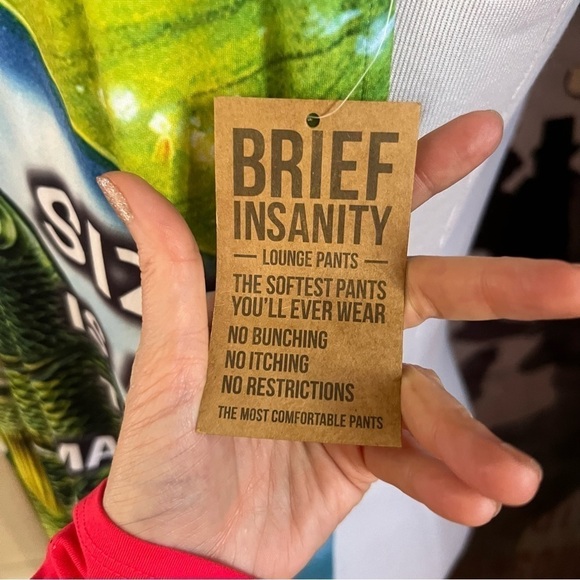 BRIEF
INSANITY
LOUNGE PANTS
THE SOFTEST PANTS
YOU'LL EVER WEAR
NO BUNCHING
NO ITCHING
NO RESTRICTIONS
THE MOST COMFORTABLE PANTS